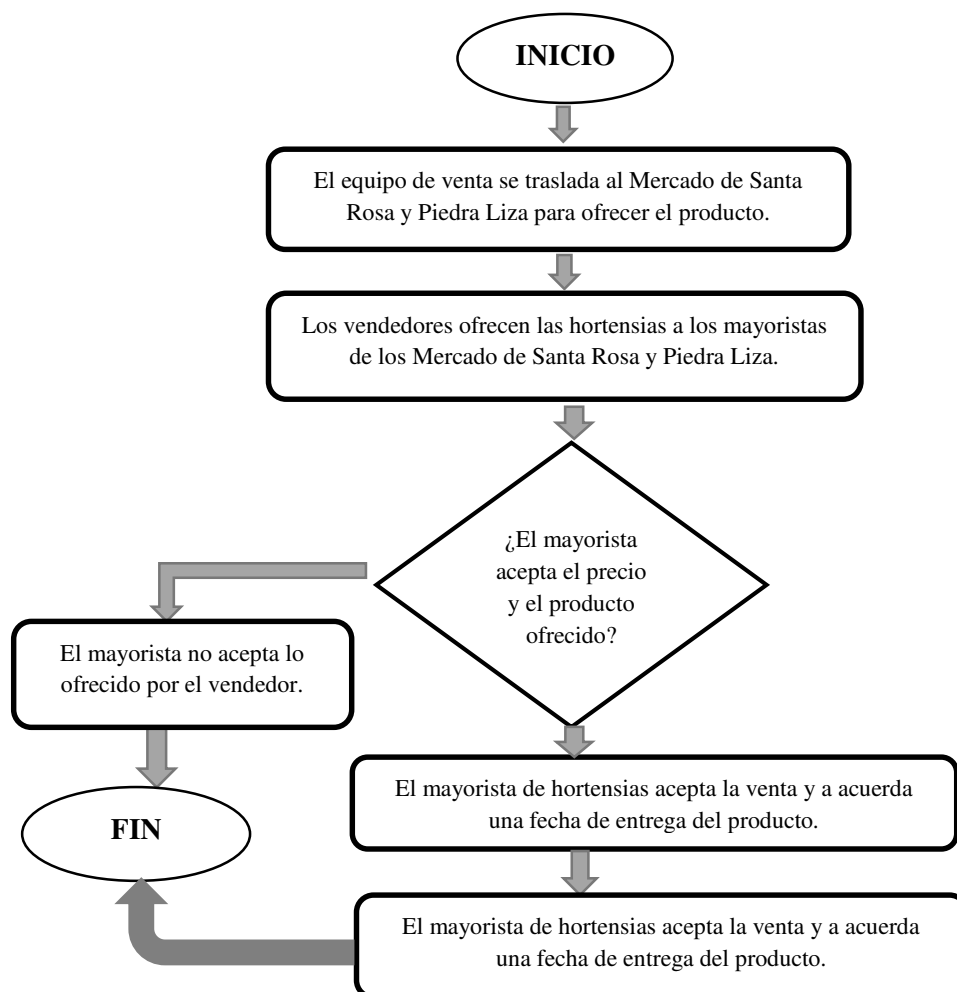 INICIO
El equipo de venta se traslada al Mercado de Santa
Rosa y Piedra Liza para ofrecer el producto.
Los vendedores ofrecen las hortensias a los mayoristas
de los Mercado de Santa Rosa y Piedra Liza.
¿El mayorista
acepta el precio
y el producto
ofrecido?
El mayorista no acepta lo
ofrecido por el vendedor.
El mayorista de hortensias acepta la venta y a acuerda
una fecha de entrega del producto.
FIN
El mayorista de hortensias acepta la venta y a acuerda
una fecha de entrega del producto.